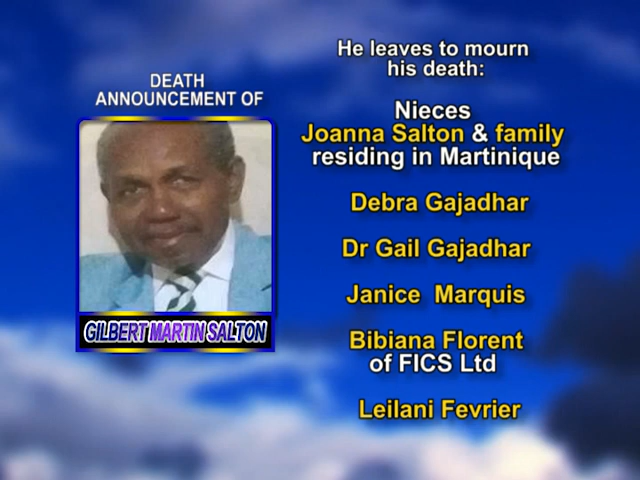 DEATH
ANNOUNCEMENT OF
GILBERT MARTIN SALTON
He leaves to mourn
his death:
Nieces
Joanna Salton & family
residing in Martinique
Debra Gajadhar
Dr Gail Gajadhar
Janice Marquis
Bibiana Florent
of FICS Ltd
Leilani Fevrier